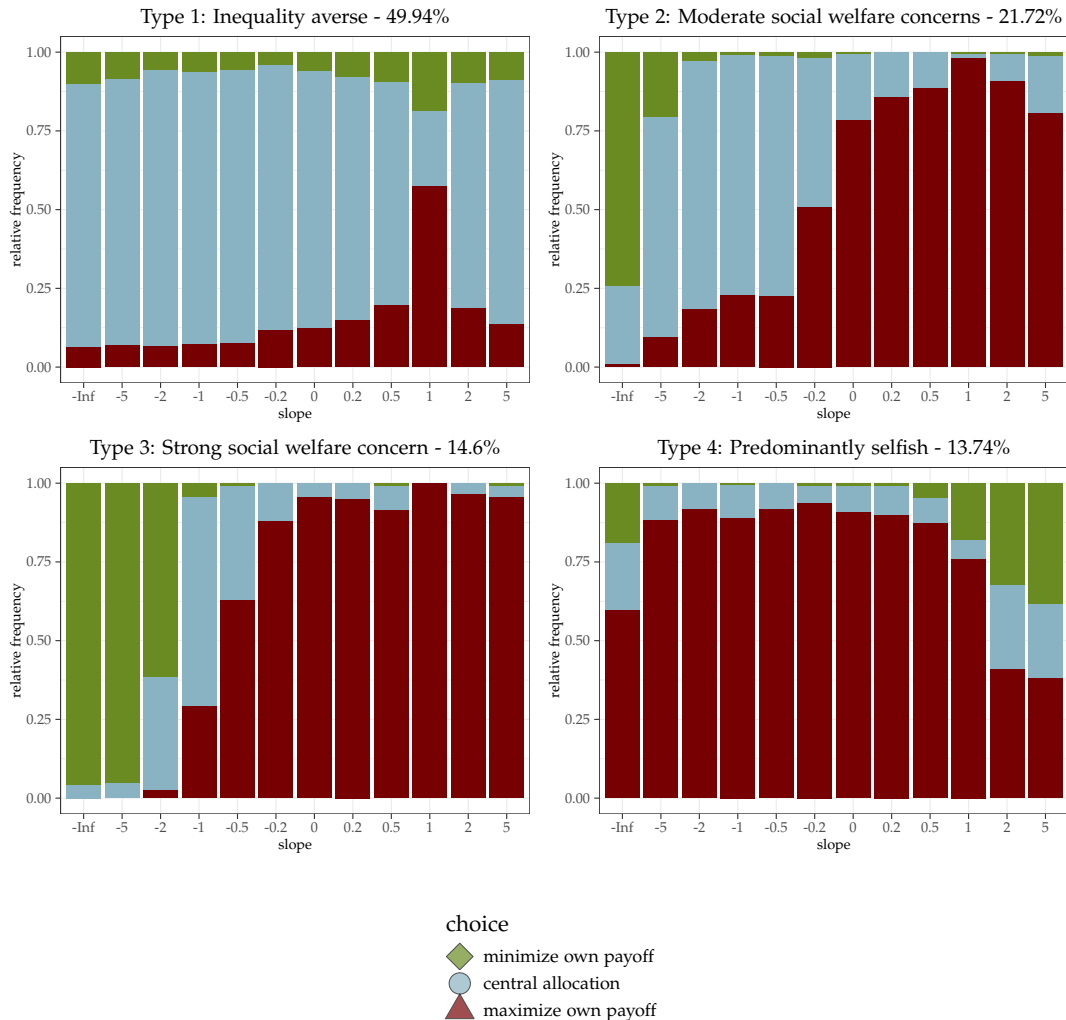 Type 1: Inequality averse - 49.94%
relative frequency
1.00
0.75
0.50
0.25
0.00
-Inf -5 -2 -1 -0.5 -0.2 0 0.2 0.5 1 2 5
slope
Type 2: Moderate social welfare concerns - 21.72%
relative frequency
1.00
0.75
0.50
0.25
0.00
-Inf -5 -2 -1 -0.5 -0.2 0 0.2 0.5 1 2 5
slope
Type 3: Strong social welfare concern - 14.6%
relative frequency
1.00
0.75
0.50
0.25
0.00
-Inf -5 -2 -1 -0.5 -0.2 0 0.2 0.5 1 2 5
slope
Type 4: Predominantly selfish - 13.74%
relative frequency
1.00
0.75
0.50
0.25
0.00
-Inf -5 -2 -1 -0.5 -0.2 0 0.2 0.5 1 2 5
slope
choice
minimize own payoff
central allocation
maximize own payoff